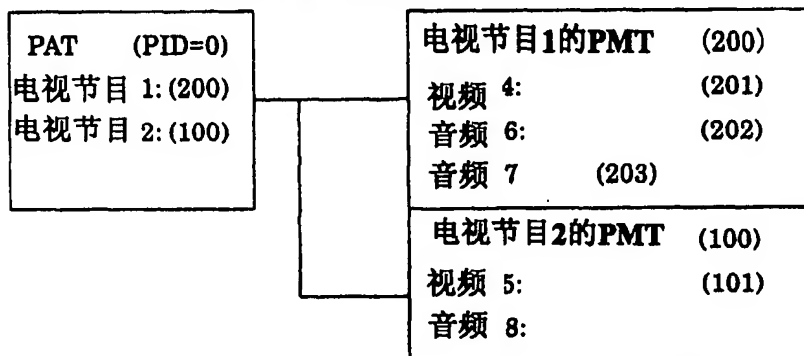 PAT (PID=0)
电视节目 1:(200)
电视节目 2:(100)
电视节目1的PMT (200)
视频 4: (201)
音频 6: (202)
音频 7 (203)
电视节目2的PMT (100)
视频 5: (101)
音频 8: